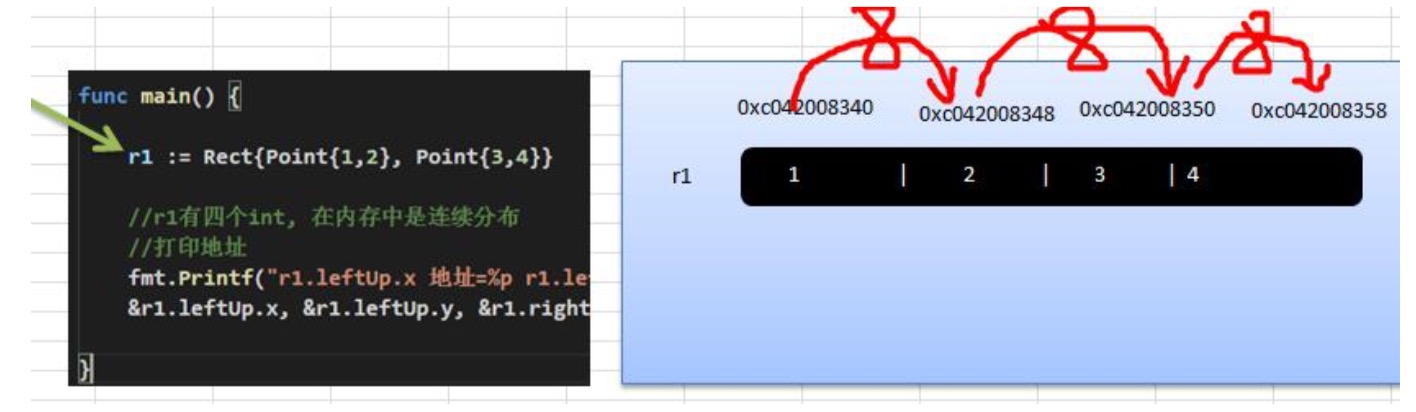 func main() {
r1 := Rect{Point{1,2}, Point{3,4}}
//r1有四个int, 在内存中是连续分布
//打印地址
fmt.Printf("r1.leftUp.x 地址=%p r1.le
&r1.leftUp.x, &r1.leftUp.y, &r1.right
}
8 8 8
0xc042008340 0xc042008348 0xc042008350 0xc042008358
r1 1 | 2 | 3 | 4